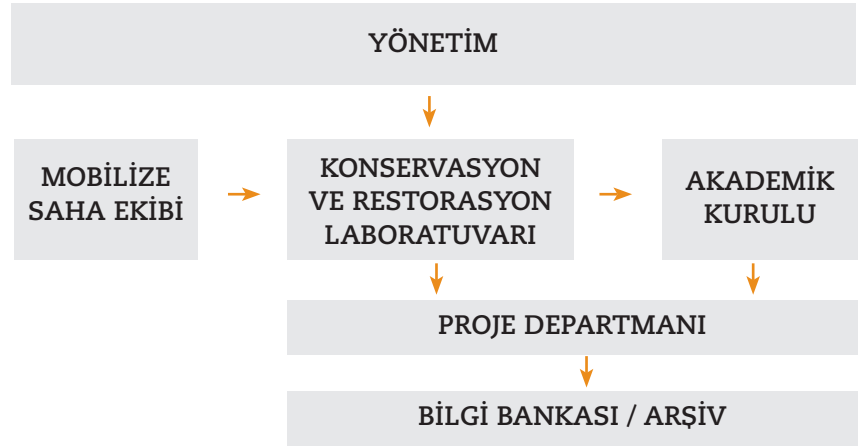 YÖNETİM
MOBİLİZE
SAHA EKİBİ
KONSERVASYON
VE RESTORASYON
LABORATUVARI
AKADEMİK
KURULU
PROJE DEPARTMANI
BİLGİ BANKASI / ARŞİV